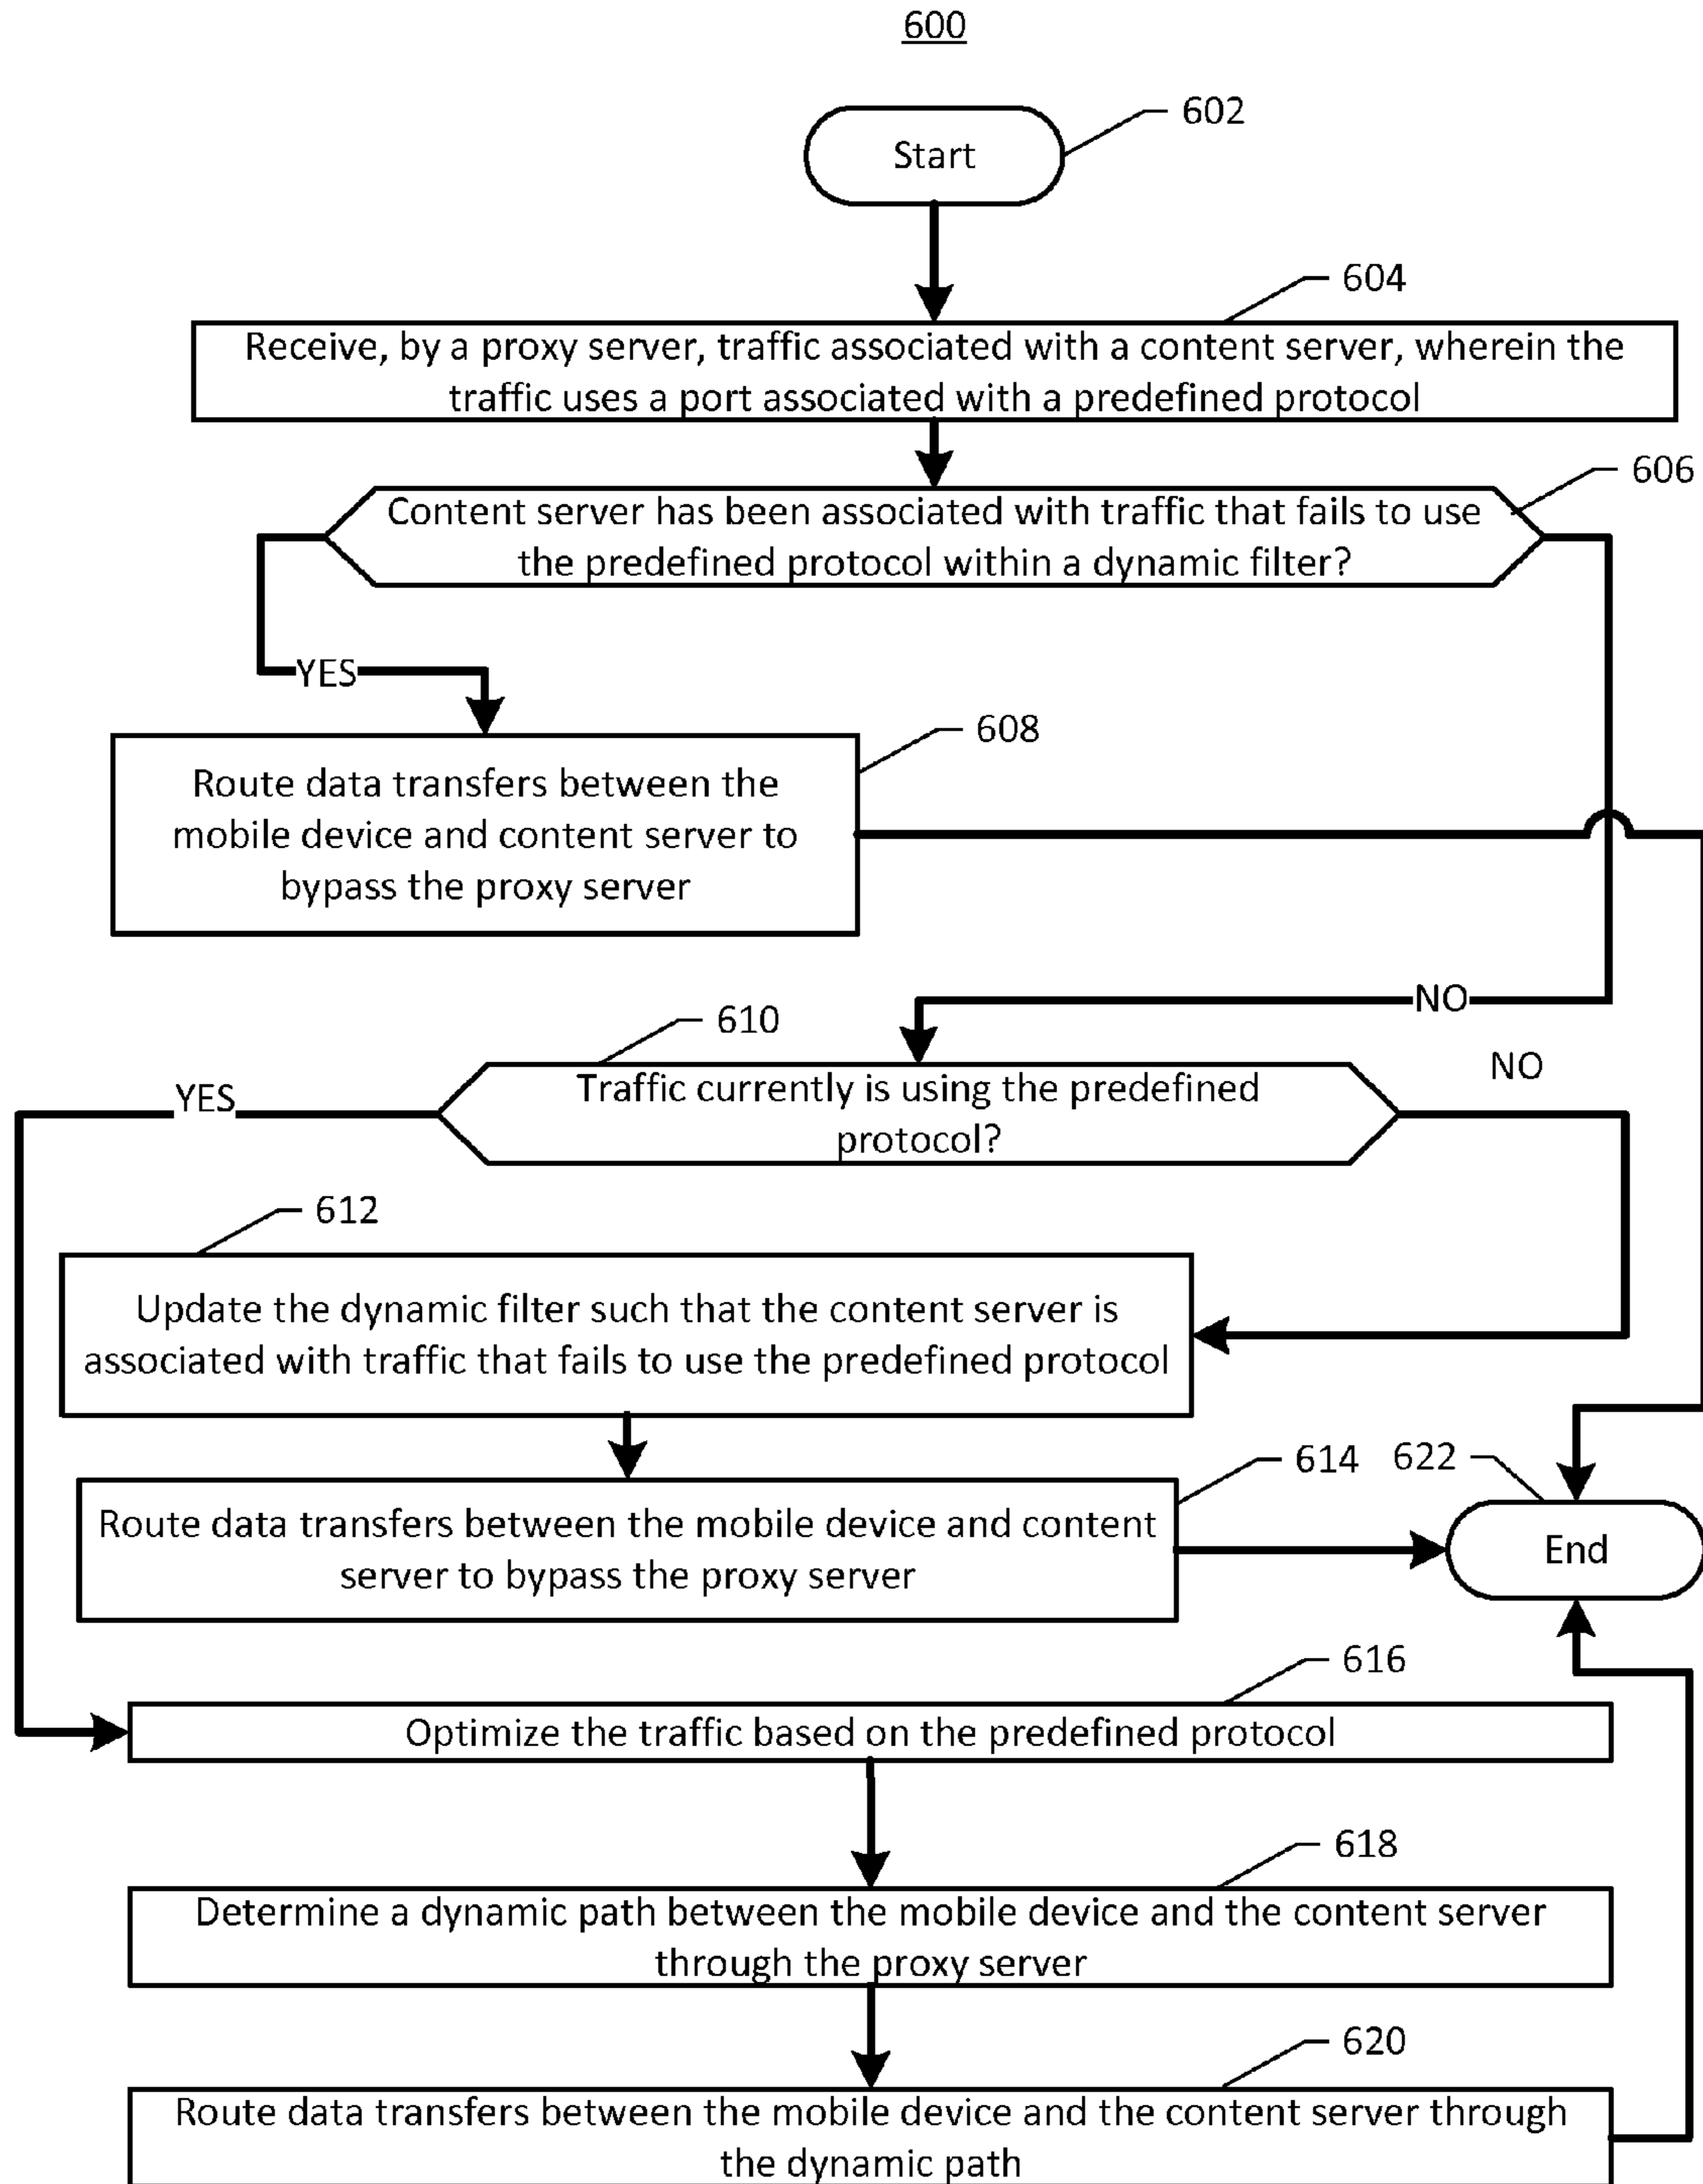 600
602
Start
604
Receive, by a proxy server, traffic associated with a content server, wherein the
traffic uses a port associated with a predefined protocol
606
Content server has been associated with traffic that fails to use
the predefined protocol within a dynamic filter?
YES
608
Route data transfers between the
mobile device and content server to
bypass the proxy server
NO
610
NO
Traffic currently is using the predefined
protocol?
YES
612
Update the dynamic filter such that the content server is
associated with traffic that fails to use the predefined protocol
614
622
Route data transfers between the mobile device and content
server to bypass the proxy server
End
616
Optimize the traffic based on the predefined protocol
618
Determine a dynamic path between the mobile device and the content server
through the proxy server
620
Route data transfers between the mobile device and the content server through
the dynamic path